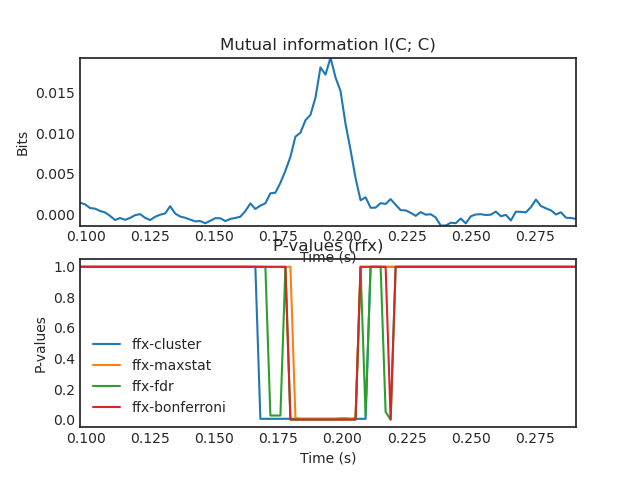 Mutual information I(C; C)
0.015
0.010
0.005
0.000
Bits
0.100 0.125 0.150 0.175 0.200 0.225 0.250 0.275
Time (s)
P-values (rfx)
1.0
0.8
0.6
0.4
0.2
0.0
P-values
ffx-cluster
ffx-maxstat
ffx-fdr
ffx-bonferroni
0.100 0.125 0.150 0.175 0.200 0.225 0.250 0.275
Time (s)